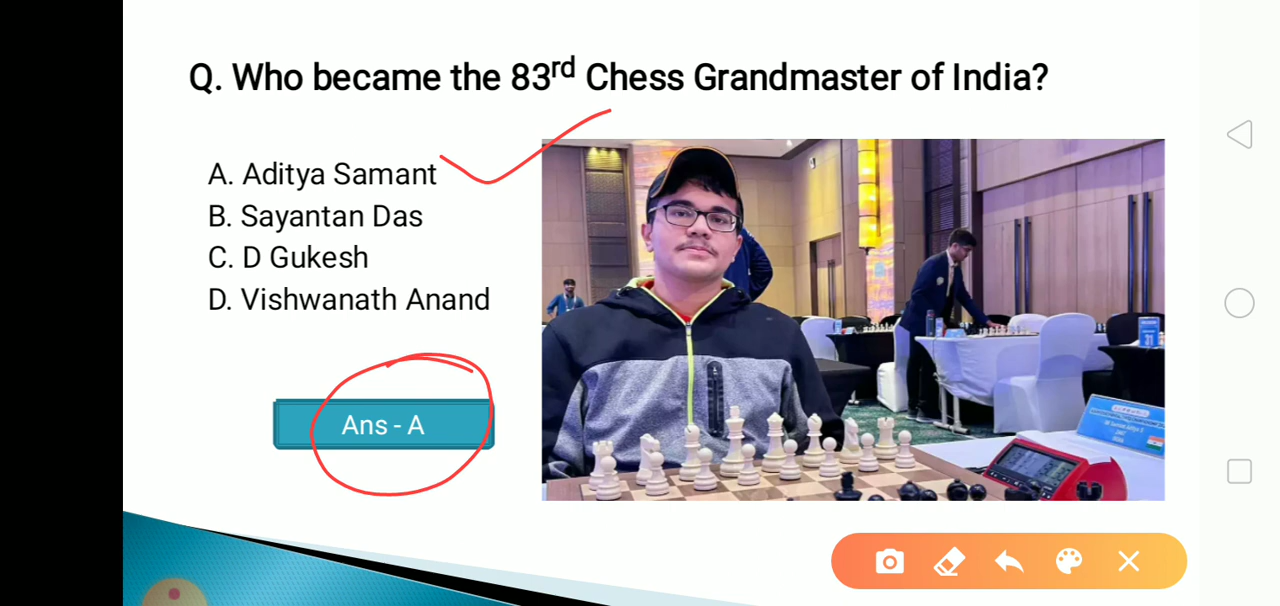 Q. Who became the 83rd Chess Grandmaster of India?
A. Aditya Samant
B. Sayantan Das
C. D Gukesh
D. Vishwanath Anand
Ans - A